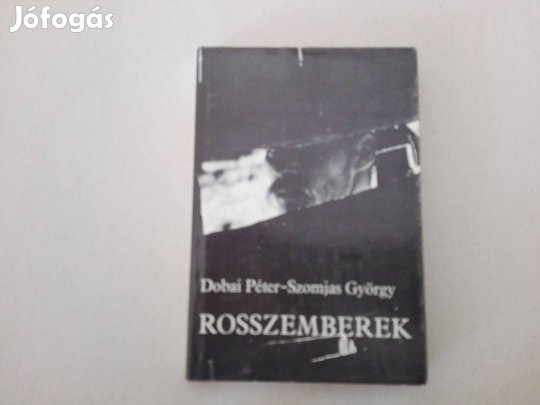 Jófogás
Dobai Péter-Szomjas György
ROSSZEMBEREK